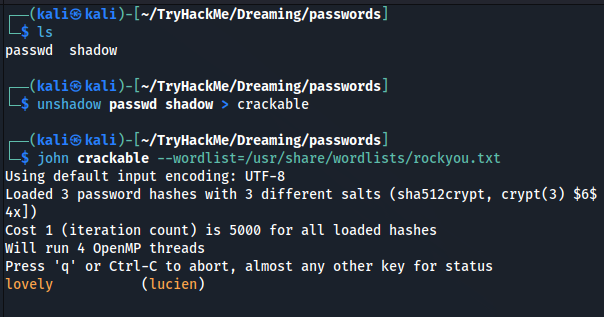 ┌──(kali㉿kali)-[~/TryHackMe/Dreaming/passwords]
└─$ ls
passwd  shadow

┌──(kali㉿kali)-[~/TryHackMe/Dreaming/passwords]
└─$ unshadow passwd shadow > crackable

┌──(kali㉿kali)-[~/TryHackMe/Dreaming/passwords]
└─$ john crackable --wordlist=/usr/share/wordlists/rockyou.txt
Using default input encoding: UTF-8
Loaded 3 password hashes with 3 different salts (sha512crypt, crypt(3) $6$
4x])
Cost 1 (iteration count) is 5000 for all loaded hashes
Will run 4 OpenMP threads
Press 'q' or Ctrl-C to abort, almost any other key for status
lovely           (lucien)